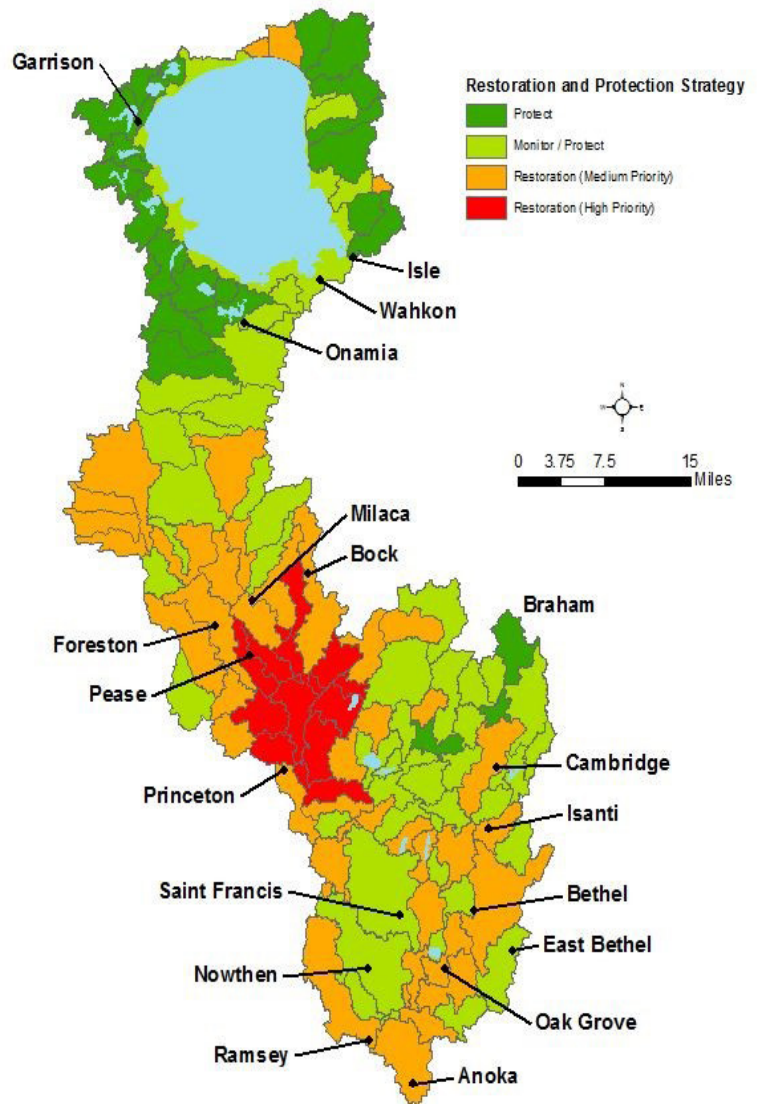 Garrison
Restoration and Protection Strategy
Protect
Monitor / Protect
Restoration (Medium Priority)
Restoration (High Priority)
Isle
Wahkon
Onamia
N
W
E
S
0 3.75 7.5 15
Miles
Milaca
Bock
Braham
Foreston
Pease
Cambridge
Princeton
Isanti
Saint Francis
Bethel
East Bethel
Nowthen
Oak Grove
Ramsey
Anoka